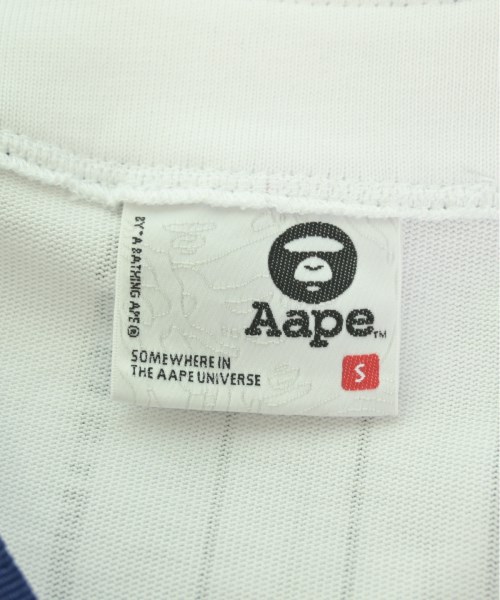 BY・A BATHING APE®
Aape™
SOMEWHERE IN
THE AAPE UNIVERSE
S